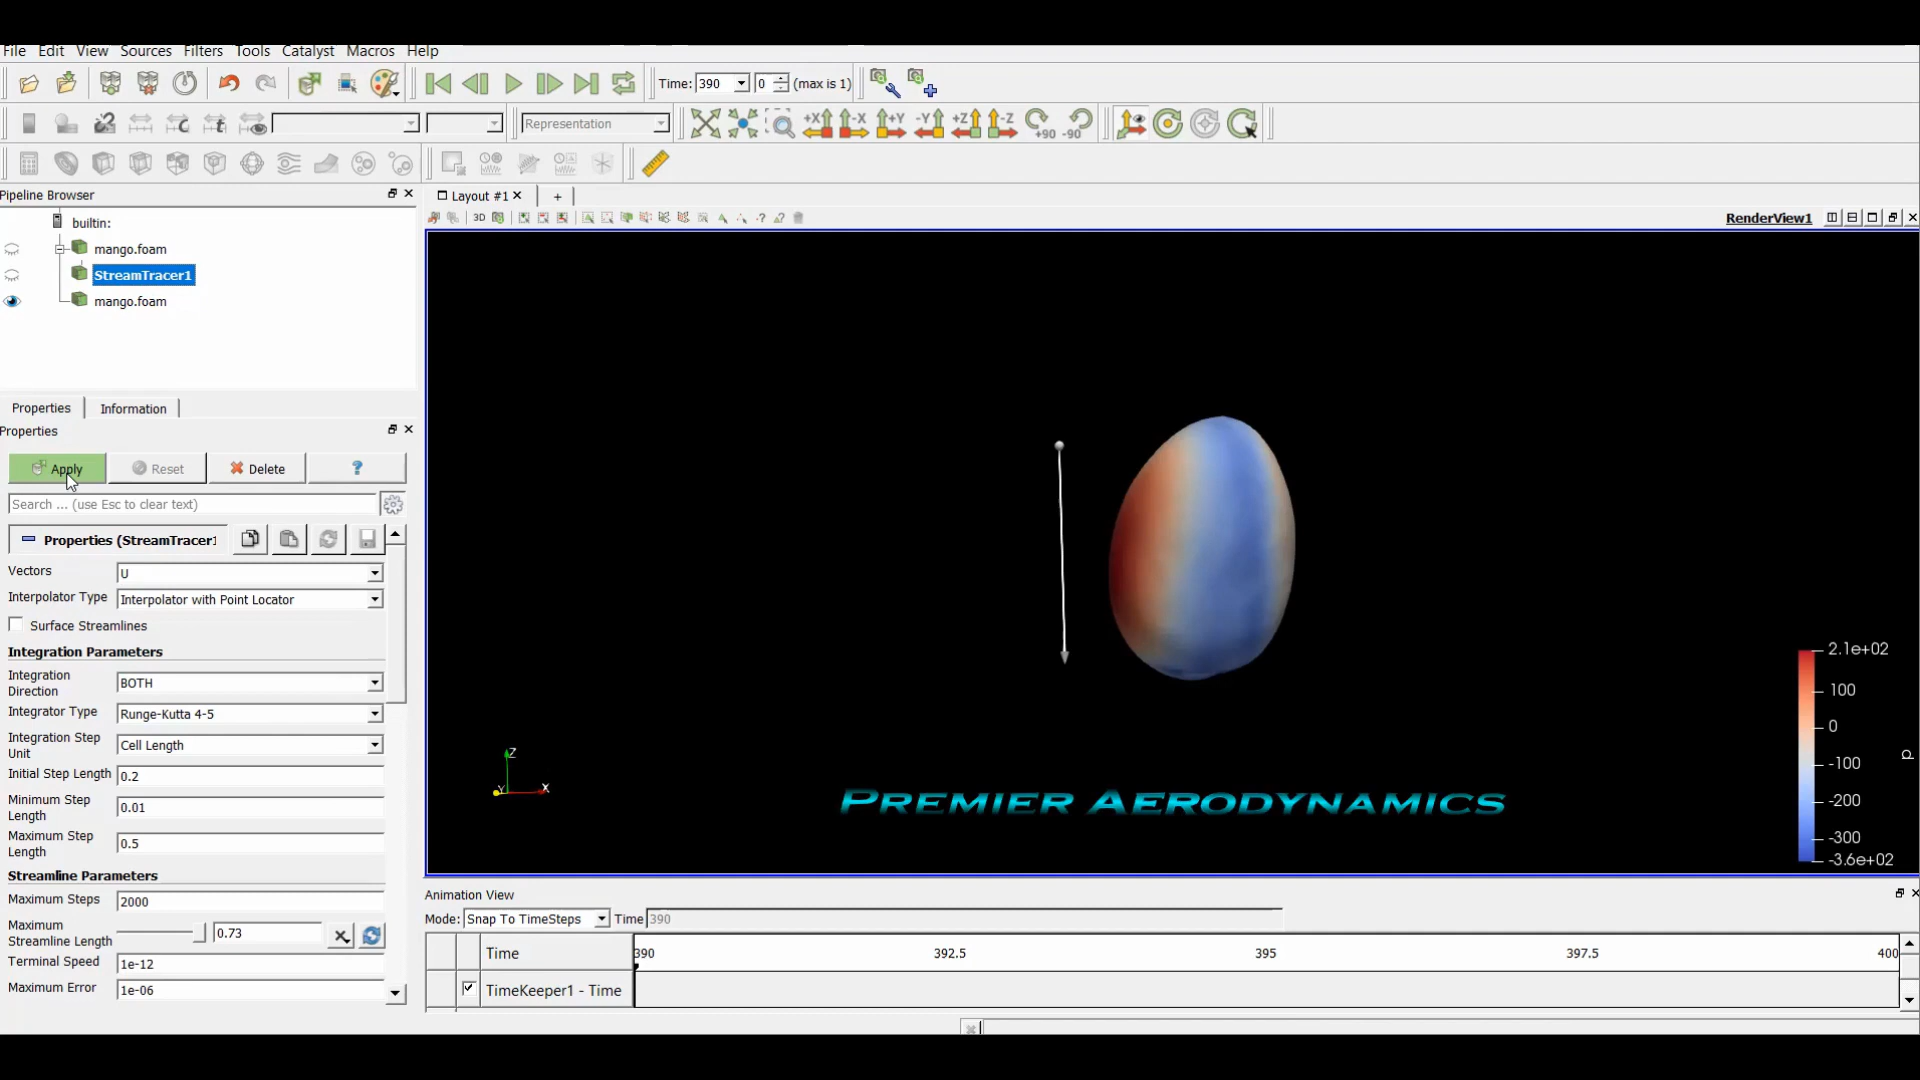 File Edit View Sources Filters Tools Catalyst Macros Help
Time: 390 0 (max is 1)
Representation
+X -X +Y -Y +Z -Z +90 -90
Pipeline Browser
builtin:
mango.foam
StreamTracer1
mango.foam
Properties Information
Properties
Apply Reset Delete ?
Search ... (use Esc to clear text)
Properties (StreamTracer1
Vectors U
Interpolator Type Interpolator with Point Locator
Surface Streamlines
Integration Parameters
Integration Direction BOTH
Integrator Type Runge-Kutta 4-5
Integration Step Unit Cell Length
Initial Step Length 0.2
Minimum Step Length 0.01
Maximum Step Length 0.5
Streamline Parameters
Maximum Steps 2000
Maximum Streamline Length 0.73
Terminal Speed 1e-12
Maximum Error 1e-06
Layout #1 +
3D
RenderView1
2.1e+02
100
0
-100
-200
-300
-3.6e+02
p
Z
Y X
PREMIER AERODYNAMICS
Animation View
Mode: Snap To TimeSteps Time 390
Time 390 392.5 395 397.5 400
TimeKeeper1 - Time